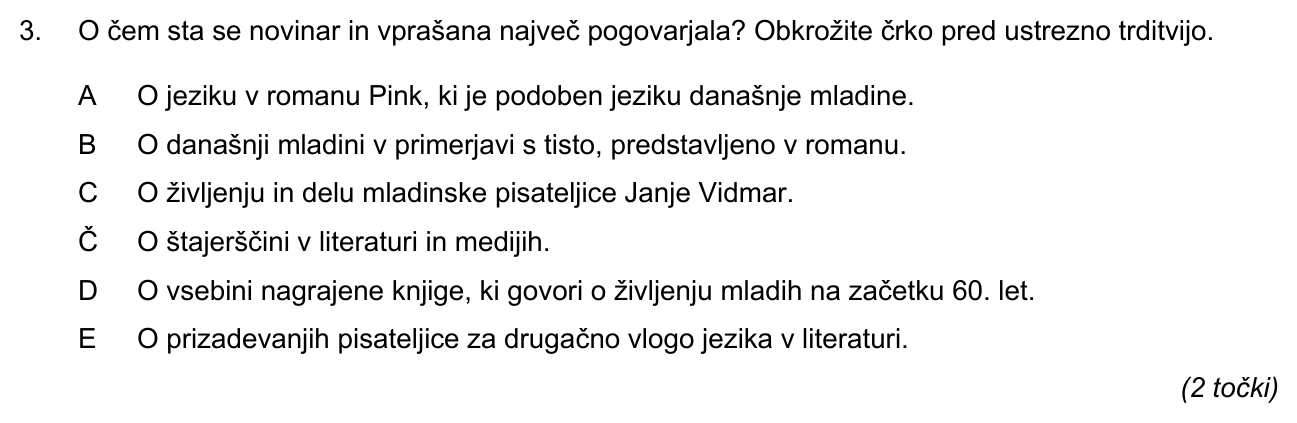 3. O čem sta se novinar in vprašana največ pogovarjala? Obkrožite črko pred ustrezno trditvijo.
A O jeziku v romanu Pink, ki je podoben jeziku današnje mladine.
B O današnji mladini v primerjavi s tisto, predstavljeno v romanu.
C O življenju in delu mladinske pisateljice Janje Vidmar.
Č O štajerščini v literaturi in medijih.
D O vsebini nagrajene knjige, ki govori o življenju mladih na začetku 60. let.
E O prizadevanjih pisateljice za drugačno vlogo jezika v literaturi.
(2 točki)